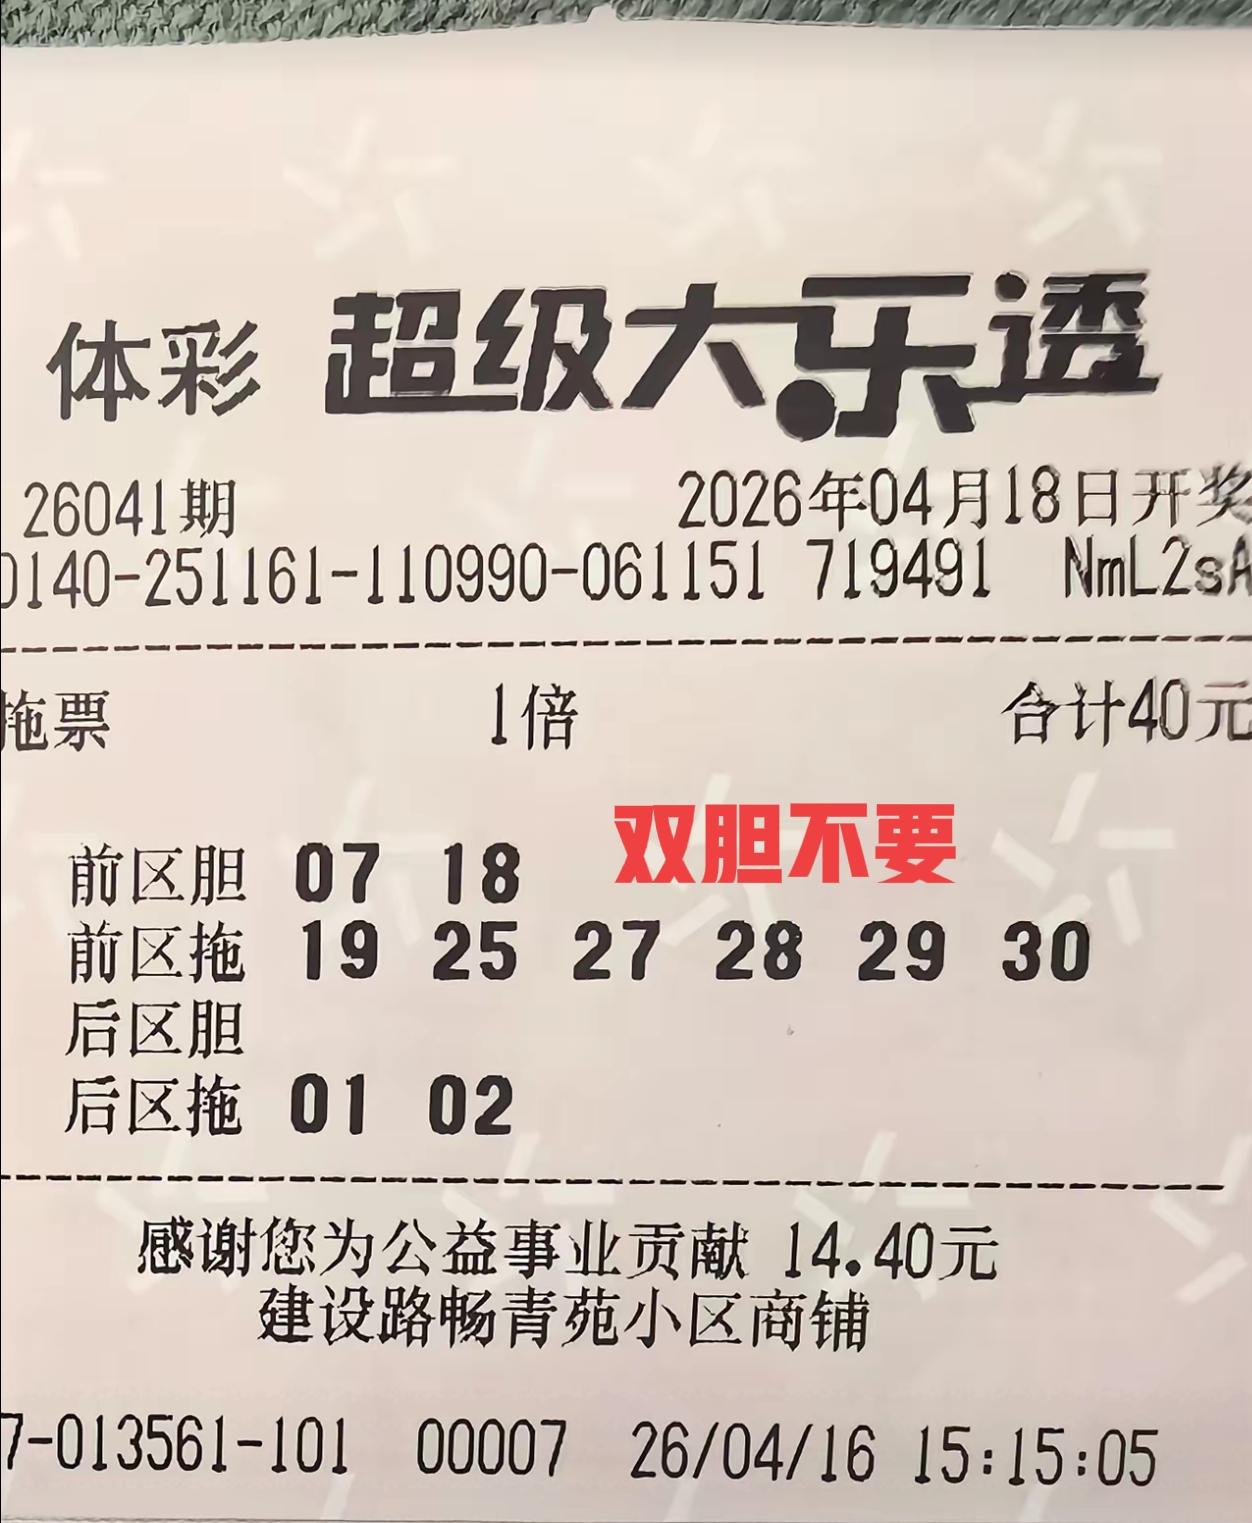 体彩 超级大乐透
26041期 2026年04月18日开奖
0140-251161-110990-061151 719491 NmL2sA
拖票 1倍 合计40元
双胆不要
前区胆 07 18
前区拖 19 25 27 28 29 30
后区胆
后区拖 01 02
感谢您为公益事业贡献 14.40元
建设路畅青苑小区商铺
7-013561-101 00007 26/04/16 15:15:05